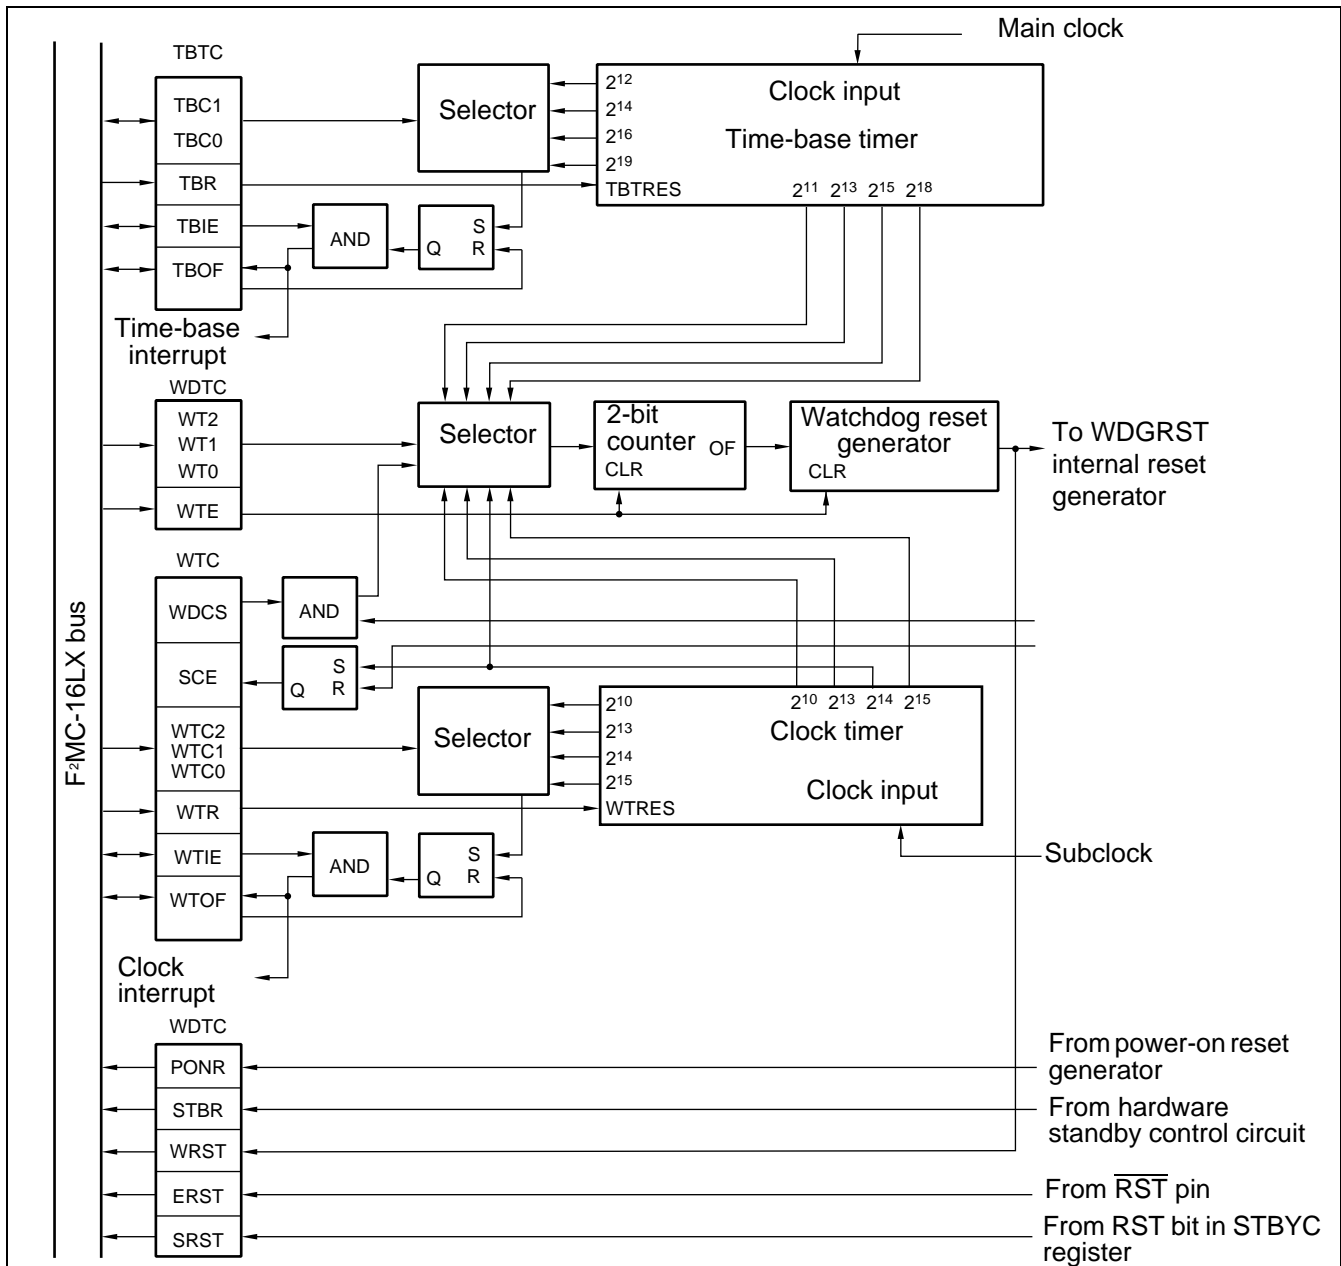 Main clock
TBTC
TBC1
TBC0
TBR
TBIE
TBOF
Selector
2¹²
2¹⁴
2¹⁶
2¹⁹
TBTRES
Clock input
Time-base timer
2¹¹ 2¹³ 2¹⁵ 2¹⁸
AND
S
Q R
Time-base
interrupt
WDTC
WT2
WT1
WT0
WTE
Selector
2-bit
counter
OF
CLR
Watchdog reset
generator
CLR
To WDGRST
internal reset
generator
F²MC-16LX bus
WTC
WDCS
SCE
WTC2
WTC1
WTC0
WTR
WTIE
WTOF
AND
S
Q R
Selector
2¹⁰
2¹³
2¹⁴
2¹⁵
WTRES
2¹⁰ 2¹³ 2¹⁴ 2¹⁵
Clock timer
Clock input
Subclock
AND
S
Q R
Clock
interrupt
WDTC
PONR
STBR
WRST
ERST
SRST
From power-on reset
generator
From hardware
standby control circuit
From R̅S̅T̅ pin
From RST bit in STBYC
register